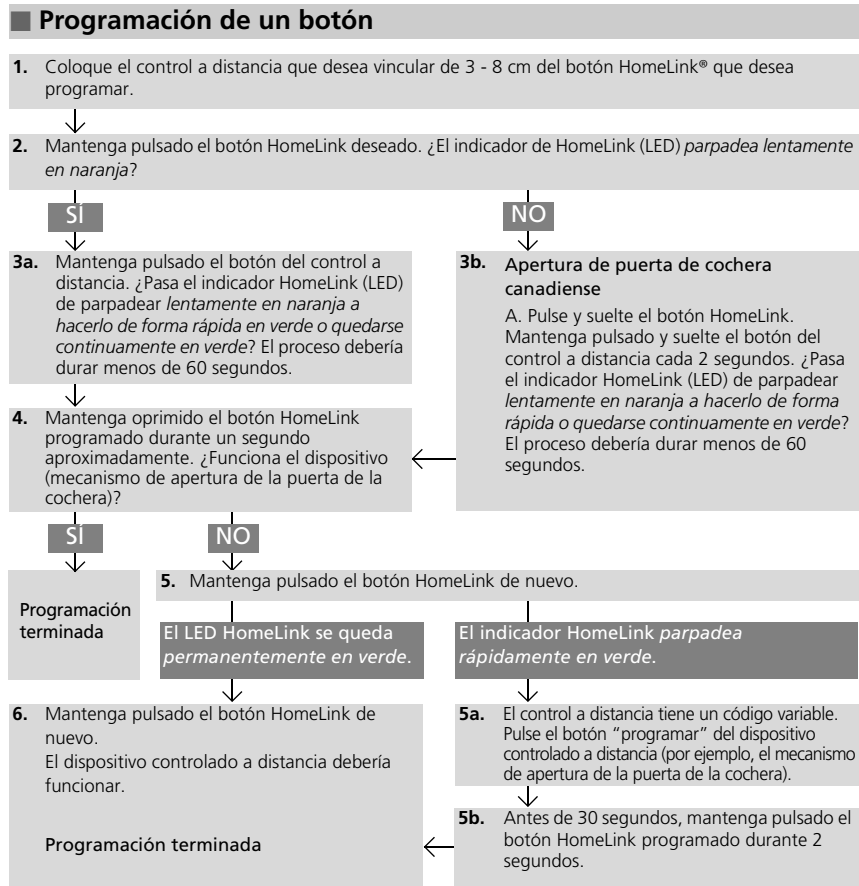 Programación de un botón
1. Coloque el control a distancia que desea vincular de 3 - 8 cm del botón HomeLink® que desea
programar.
2. Mantenga pulsado el botón HomeLink deseado. ¿El indicador de HomeLink (LED) parpadea lentamente
en naranja?
SÍ
NO
3a. Mantenga pulsado el botón del control a
distancia. ¿Pasa el indicador HomeLink (LED)
de parpadear lentamente en naranja a
hacerlo de forma rápida en verde o quedarse
continuamente en verde? El proceso debería
durar menos de 60 segundos.
3b. Apertura de puerta de cochera
canadiense
A. Pulse y suelte el botón HomeLink.
Mantenga pulsado y suelte el botón del
control a distancia cada 2 segundos. ¿Pasa
el indicador HomeLink (LED) de parpadear
lentamente en naranja a hacerlo de forma
rápida o quedarse continuamente en verde?
El proceso debería durar menos de 60
segundos.
4. Mantenga oprimido el botón HomeLink
programado durante un segundo
aproximadamente. ¿Funciona el dispositivo
(mecanismo de apertura de la puerta de la
cochera)?
SÍ
NO
Programación
terminada
5. Mantenga pulsado el botón HomeLink de nuevo.
El LED HomeLink se queda
permanentemente en verde.
El indicador HomeLink parpadea
rápidamente en verde.
6. Mantenga pulsado el botón HomeLink de
nuevo.
El dispositivo controlado a distancia debería
funcionar.
Programación terminada
5a. El control a distancia tiene un código variable.
Pulse el botón “programar” del dispositivo
controlado a distancia (por ejemplo, el mecanismo
de apertura de la puerta de la cochera).
5b. Antes de 30 segundos, mantenga pulsado el
botón HomeLink programado durante 2
segundos.